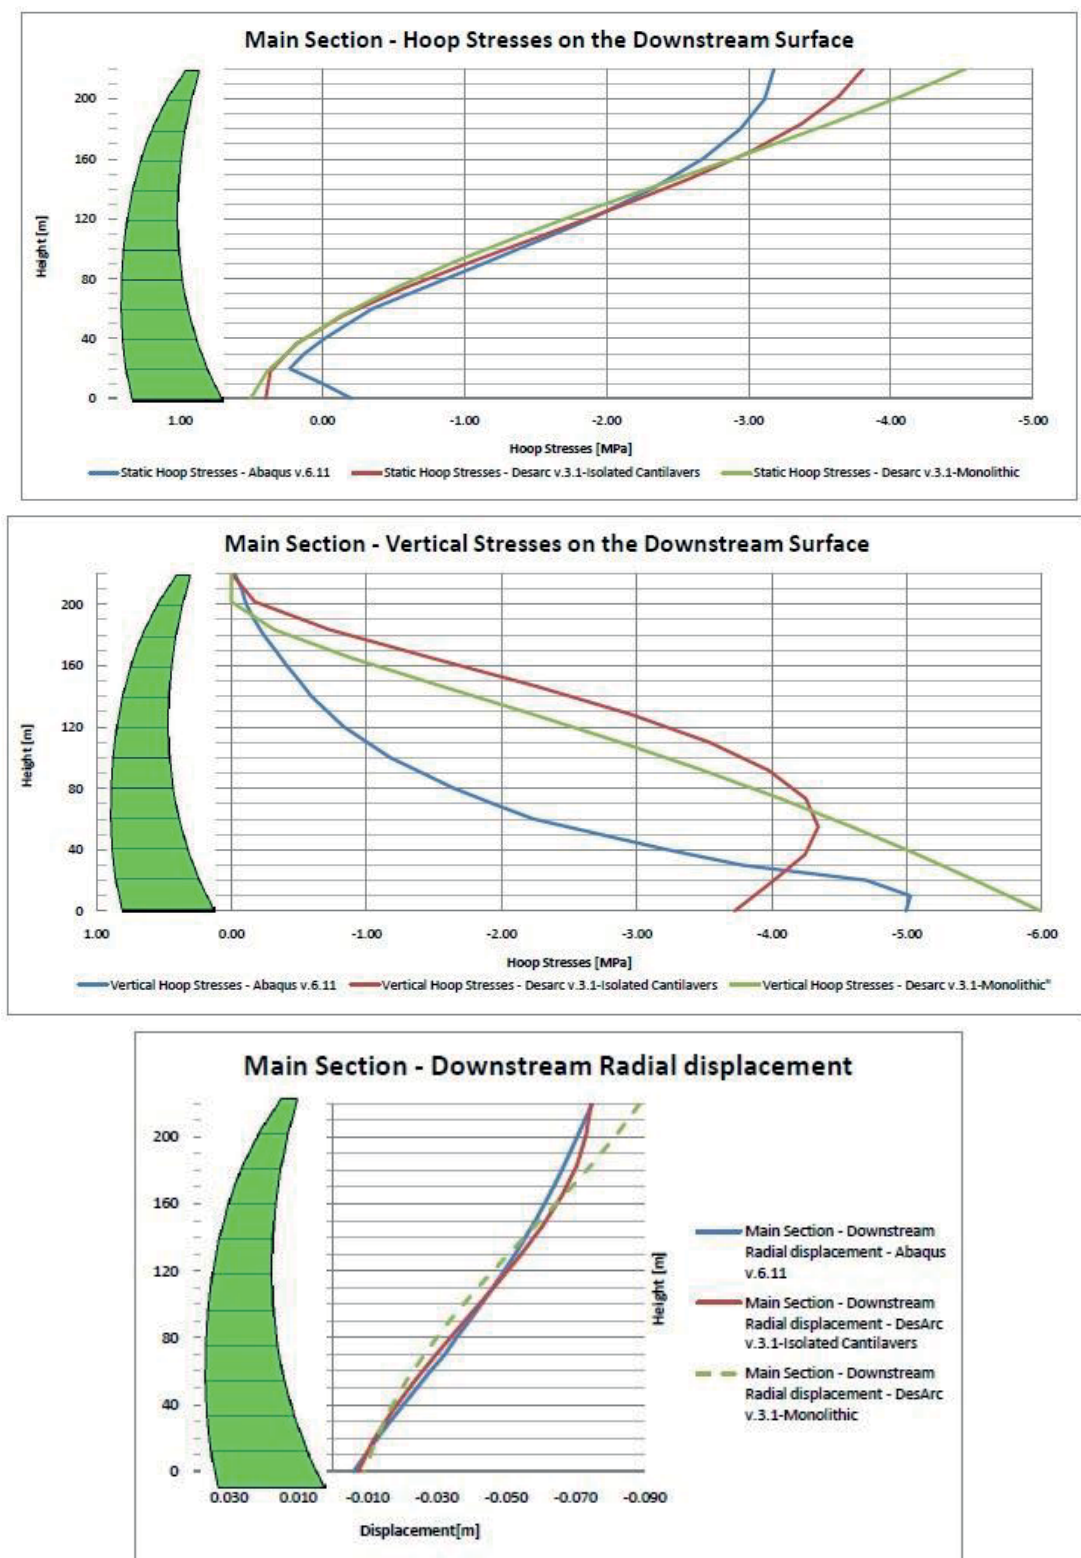 Main Section - Hoop Stresses on the Downstream Surface
200
160
120
80
40
0
Height [m]
1.00 0.00 -1.00 -2.00 -3.00 -4.00 -5.00
Hoop Stresses [MPa]
Static Hoop Stresses - Abaqus v.6.11 Static Hoop Stresses - Desarc v.3.1-Isolated Cantilavers Static Hoop Stresses - Desarc v.3.1-Monolithic
Main Section - Vertical Stresses on the Downstream Surface
200
160
120
80
40
0
Height [m]
1.00 0.00 -1.00 -2.00 -3.00 -4.00 -5.00 -6.00
Hoop Stresses [MPa]
Vertical Hoop Stresses - Abaqus v.6.11 Vertical Hoop Stresses - Desarc v.3.1-Isolated Cantilavers Vertical Hoop Stresses - Desarc v.3.1-Monolithic"
Main Section - Downstream Radial displacement
200
160
120
80
40
0
Height [m]
0.030 0.010 -0.010 -0.030 -0.050 -0.070 -0.090
Displacement[m]
Main Section - Downstream
Radial displacement - Abaqus
v.6.11
Main Section - Downstream
Radial displacement - DesArc
v.3.1-Isolated Cantilavers
Main Section - Downstream
Radial displacement - DesArc
v.3.1-Monolithic